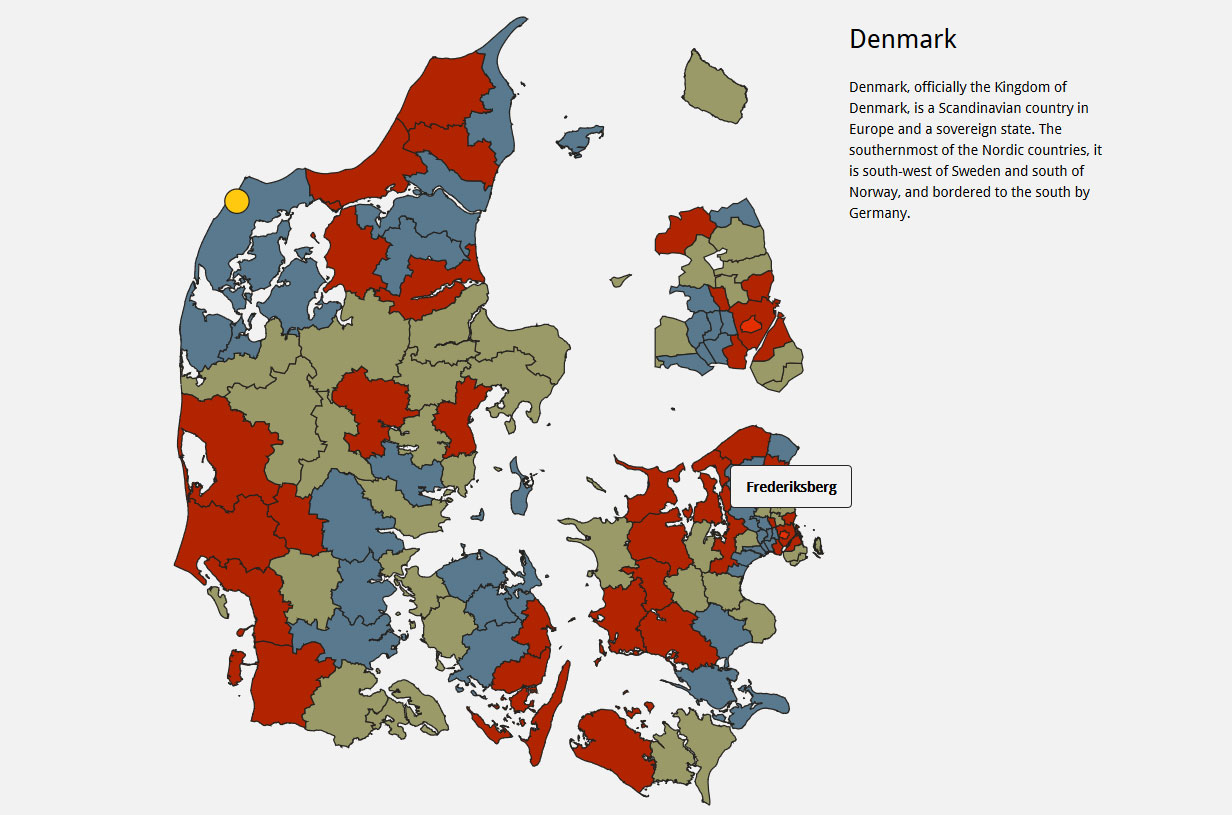 Denmark
Denmark, officially the Kingdom of
Denmark, is a Scandinavian country in
Europe and a sovereign state. The
southernmost of the Nordic countries, it
is south-west of Sweden and south of
Norway, and bordered to the south by
Germany.
Frederiksberg